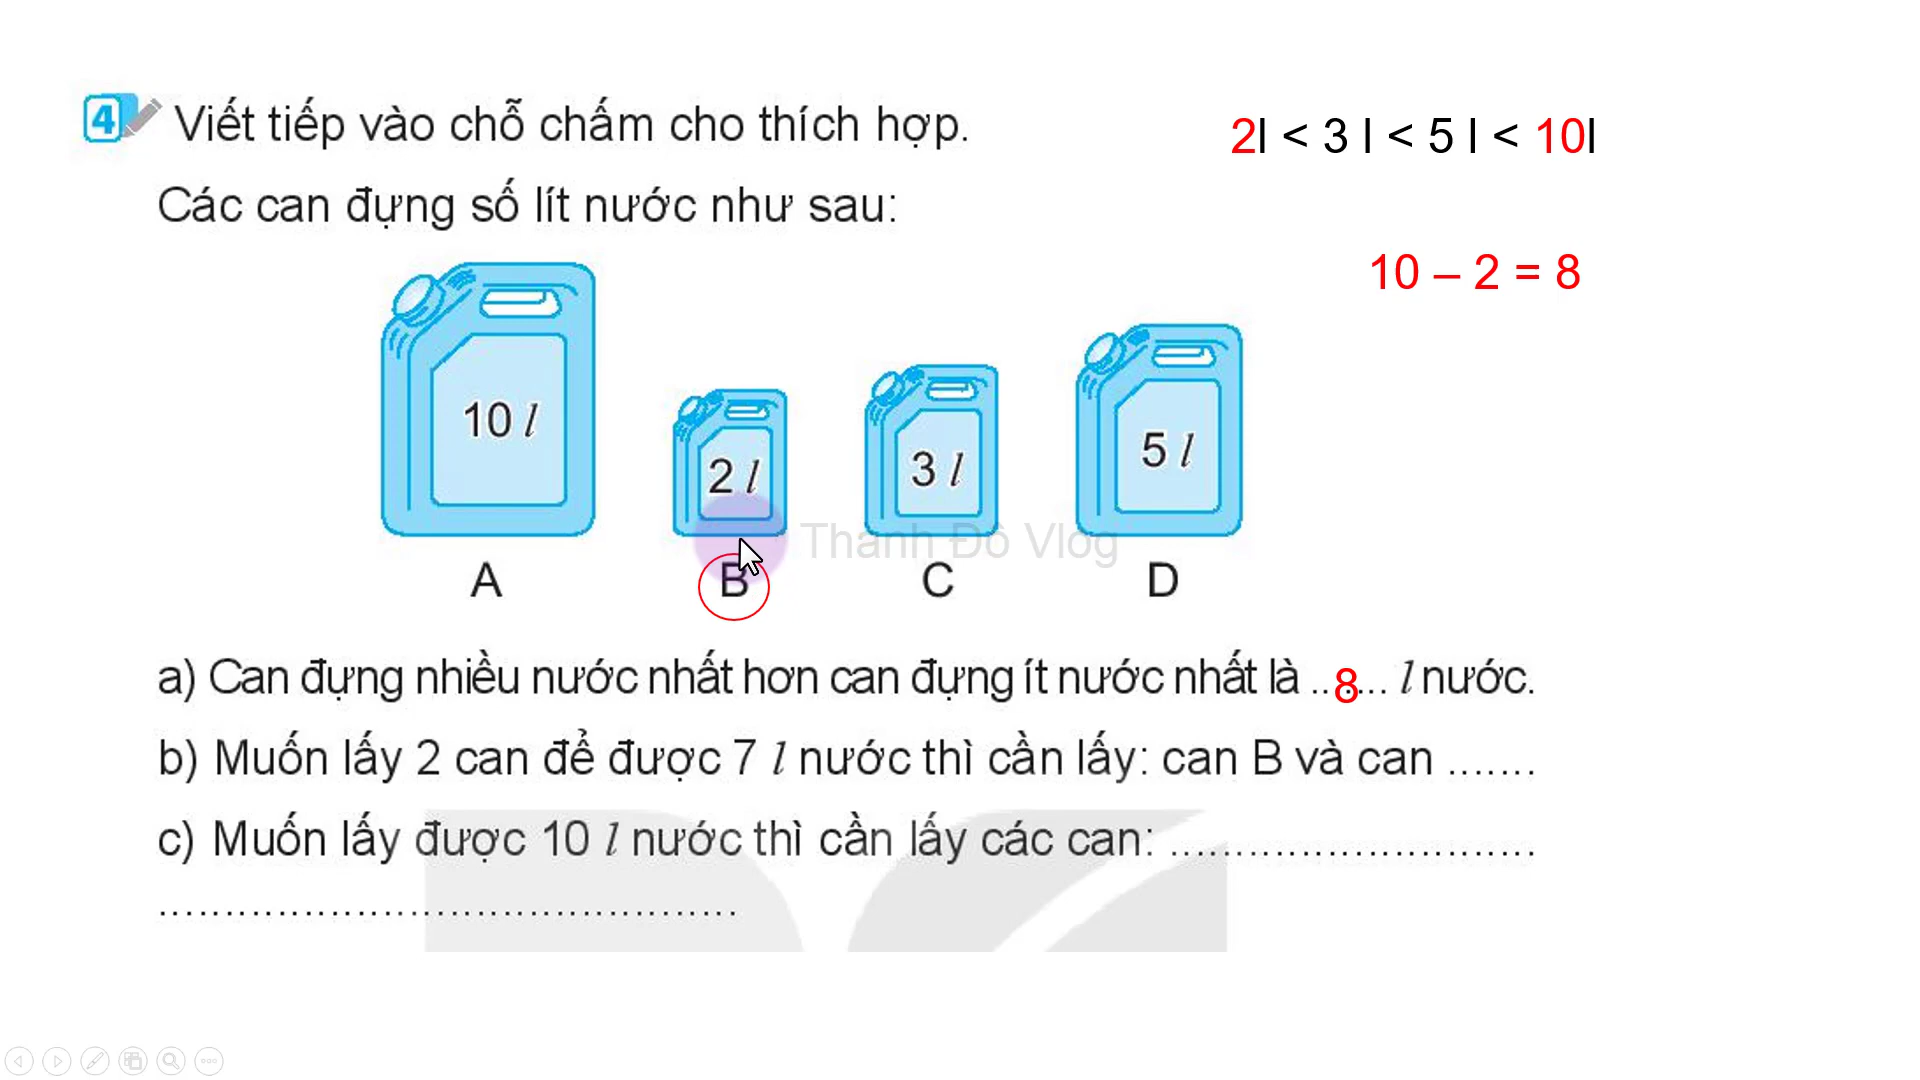 4 Viết tiếp vào chỗ chấm cho thích hợp.
2l < 3 l < 5 l < 10l
Các can đựng số lít nước như sau:
10 – 2 = 8
10 l
2 l
3 l
5 l
Thanh Đô Vlog
A
B
C
D
a) Can đựng nhiều nước nhất hơn can đựng ít nước nhất là ..8.... l nước.
b) Muốn lấy 2 can để được 7 l nước thì cần lấy: can B và can .......
c) Muốn lấy được 10 l nước thì cần lấy các can: ............................
............................................